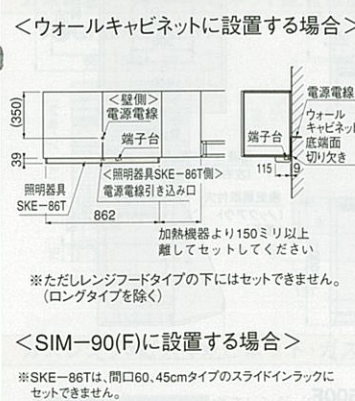 ＜ウォールキャビネットに設置する場合＞
＜壁側＞
電源電線
(350)
端子台
39
＜照明器具SKE－86T側＞
電源電線引き込み口
照明器具
SKE－86T
862
電源電線
ウォール
キャビネット
底端面
切り欠き
端子台
115
9
加熱機器より150ミリ以上
離してセットしてください
※ただしレンジフードタイプの下にはセットできません。
（ロングタイプを除く）
＜SIM－90(F)に設置する場合＞
※SKE－86Tは、間口60、45cmタイプのスライドインラックに
セットできません。